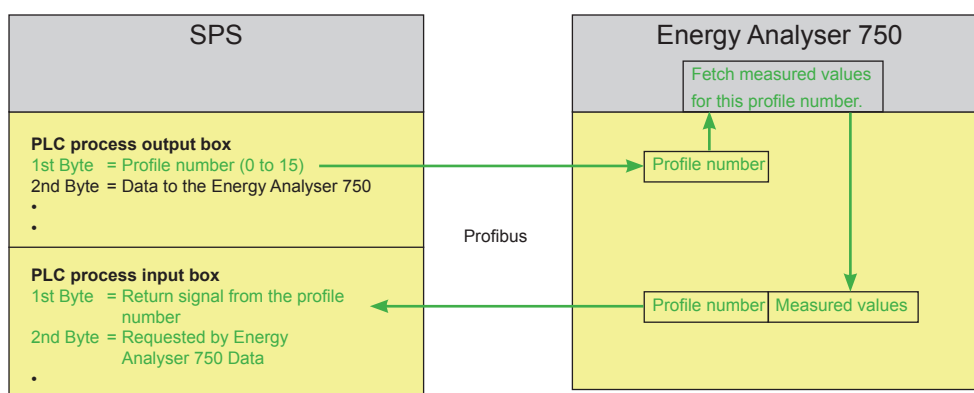 SPS
PLC process output box
1st Byte = Profile number (0 to 15)
2nd Byte = Data to the Energy Analyser 750
•
•
PLC process input box
1st Byte = Return signal from the profile
number
2nd Byte = Requested by Energy
Analyser 750 Data
•
Profibus
Energy Analyser 750
Fetch measured values
for this profile number.
Profile number
Profile number Measured values